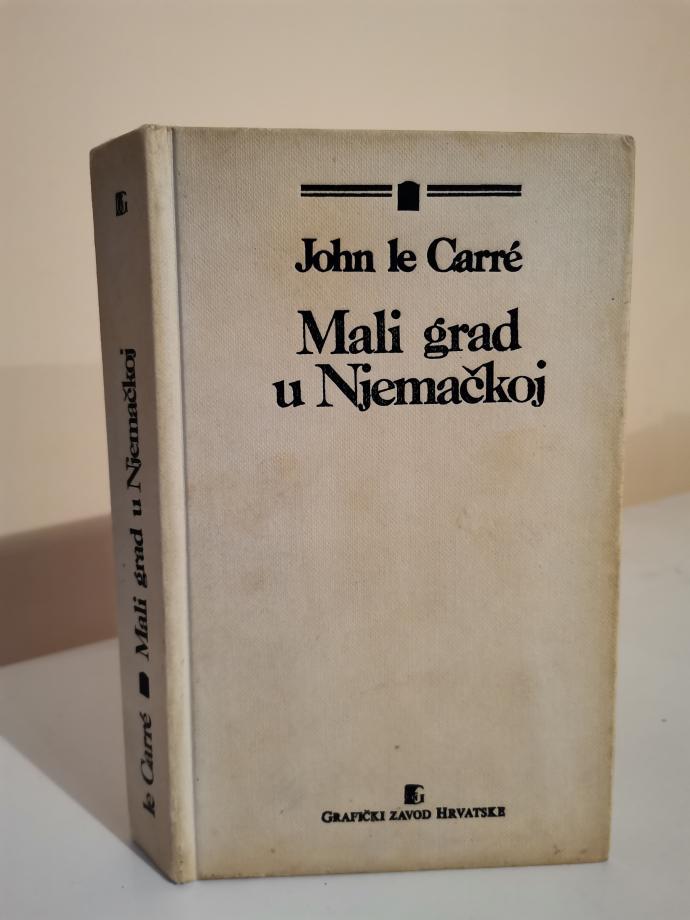 John le Carré
Mali grad
u Njemačkoj
GRAFIČKI ZAVOD HRVATSKE
le Carré Mali grad u Njemačkoj